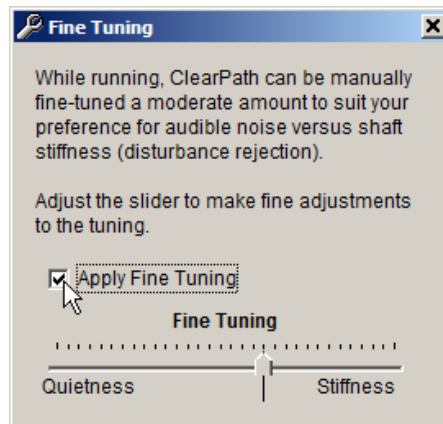 Fine Tuning
While running, ClearPath can be manually
fine-tuned a moderate amount to suit your
preference for audible noise versus shaft
stiffness (disturbance rejection).
Adjust the slider to make fine adjustments
to the tuning.
Apply Fine Tuning
Fine Tuning
Quietness Stiffness